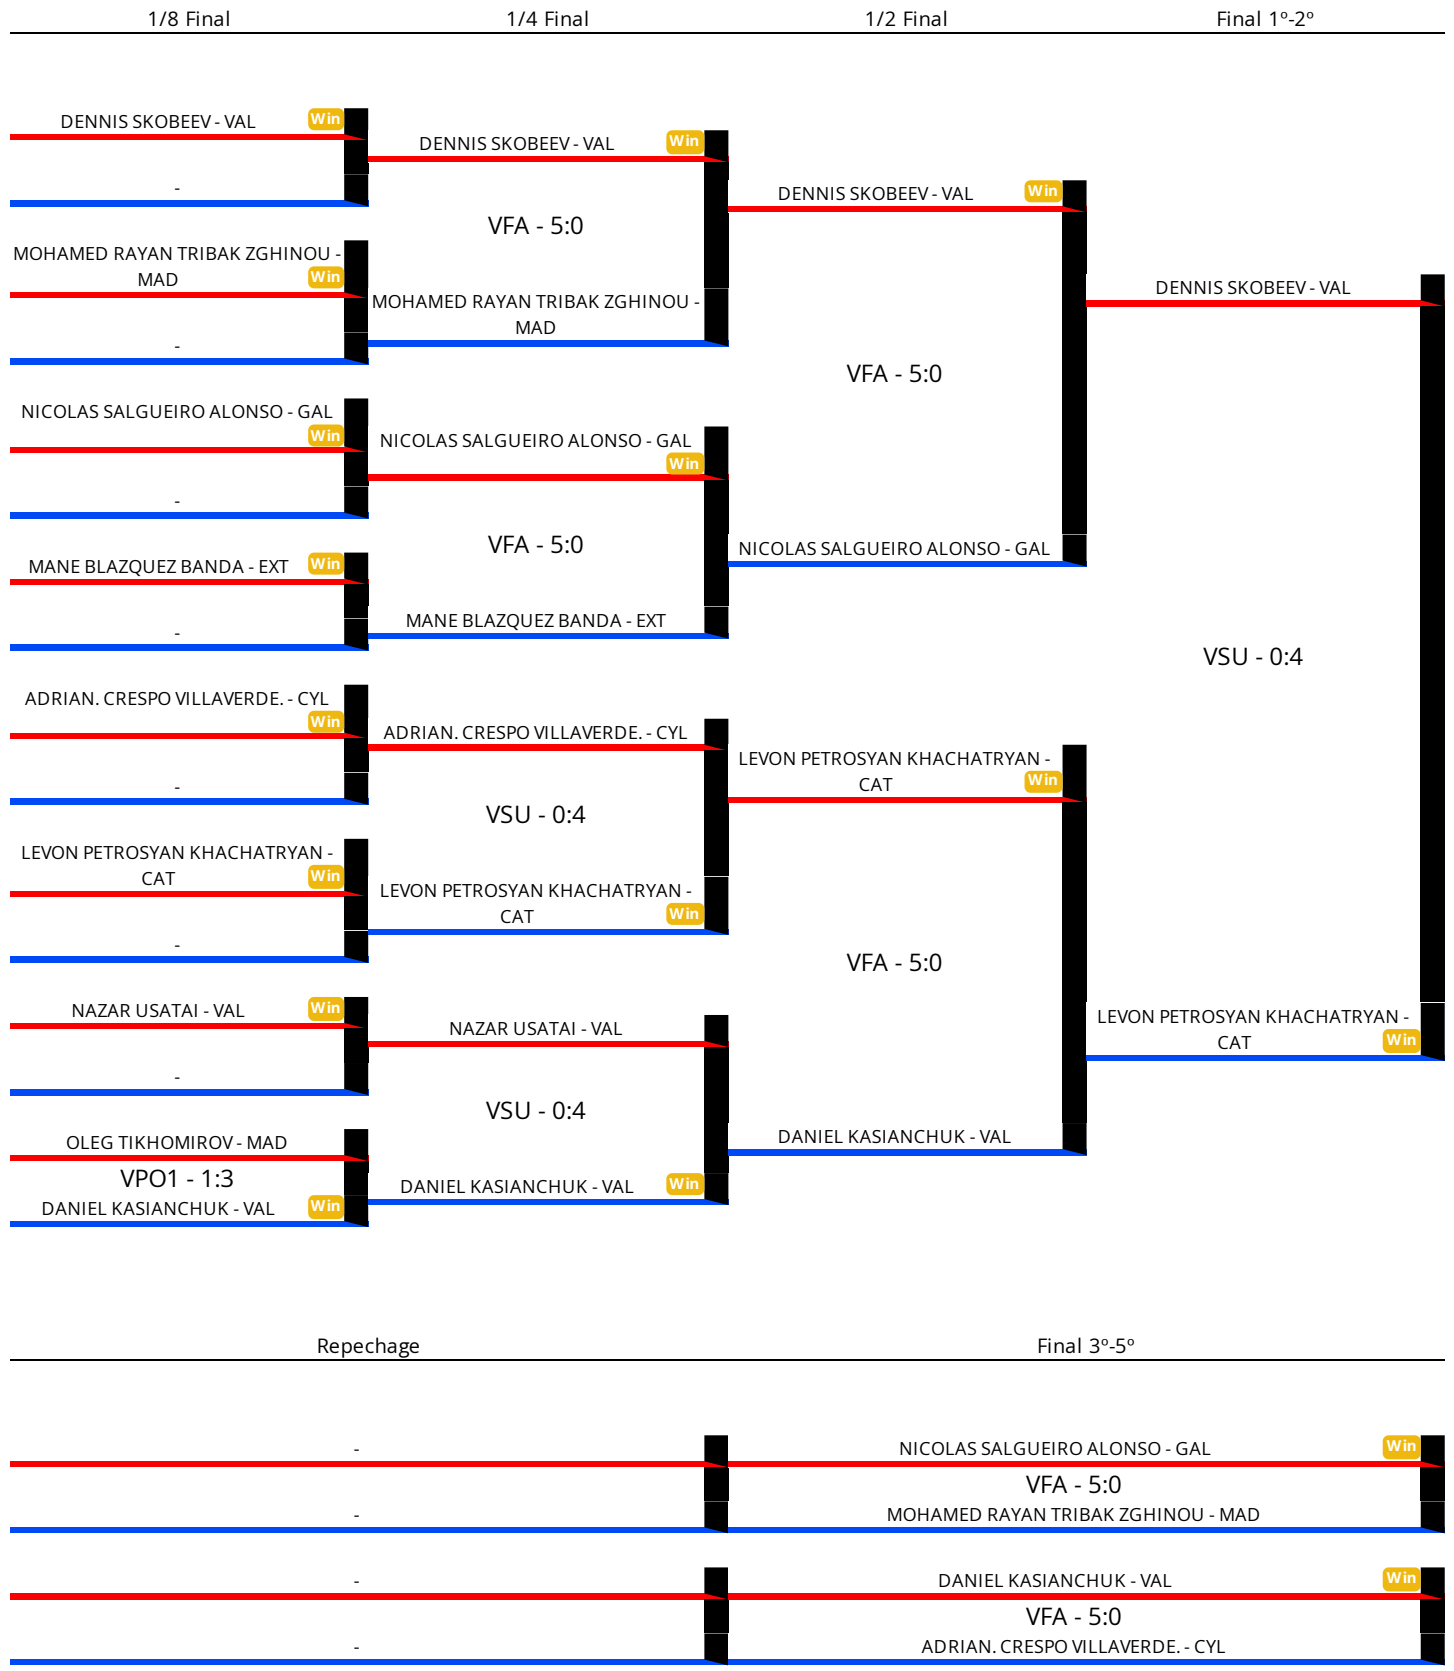 1/8 Final
1/4 Final
1/2 Final
Final 1º-2º
DENNIS SKOBEEV - VAL
Win
-
MOHAMED RAYAN TRIBAK ZGHINOU -
MAD
Win
-
NICOLAS SALGUEIRO ALONSO - GAL
Win
-
MANE BLAZQUEZ BANDA - EXT
Win
-
ADRIAN. CRESPO VILLAVERDE. - CYL
Win
-
LEVON PETROSYAN KHACHATRYAN -
CAT
Win
-
NAZAR USATAI - VAL
Win
-
OLEG TIKHOMIROV - MAD
VPO1 - 1:3
DANIEL KASIANCHUK - VAL
Win
DENNIS SKOBEEV - VAL
Win
VFA - 5:0
MOHAMED RAYAN TRIBAK ZGHINOU -
MAD
NICOLAS SALGUEIRO ALONSO - GAL
Win
VFA - 5:0
MANE BLAZQUEZ BANDA - EXT
ADRIAN. CRESPO VILLAVERDE. - CYL
VSU - 0:4
LEVON PETROSYAN KHACHATRYAN -
CAT
Win
NAZAR USATAI - VAL
VSU - 0:4
DANIEL KASIANCHUK - VAL
Win
DENNIS SKOBEEV - VAL
Win
VFA - 5:0
NICOLAS SALGUEIRO ALONSO - GAL
LEVON PETROSYAN KHACHATRYAN -
CAT
Win
VFA - 5:0
DANIEL KASIANCHUK - VAL
DENNIS SKOBEEV - VAL
VSU - 0:4
LEVON PETROSYAN KHACHATRYAN -
CAT
Win
Repechage
Final 3º-5º
-
-
-
-
NICOLAS SALGUEIRO ALONSO - GAL
Win
VFA - 5:0
MOHAMED RAYAN TRIBAK ZGHINOU - MAD
DANIEL KASIANCHUK - VAL
Win
VFA - 5:0
ADRIAN. CRESPO VILLAVERDE. - CYL